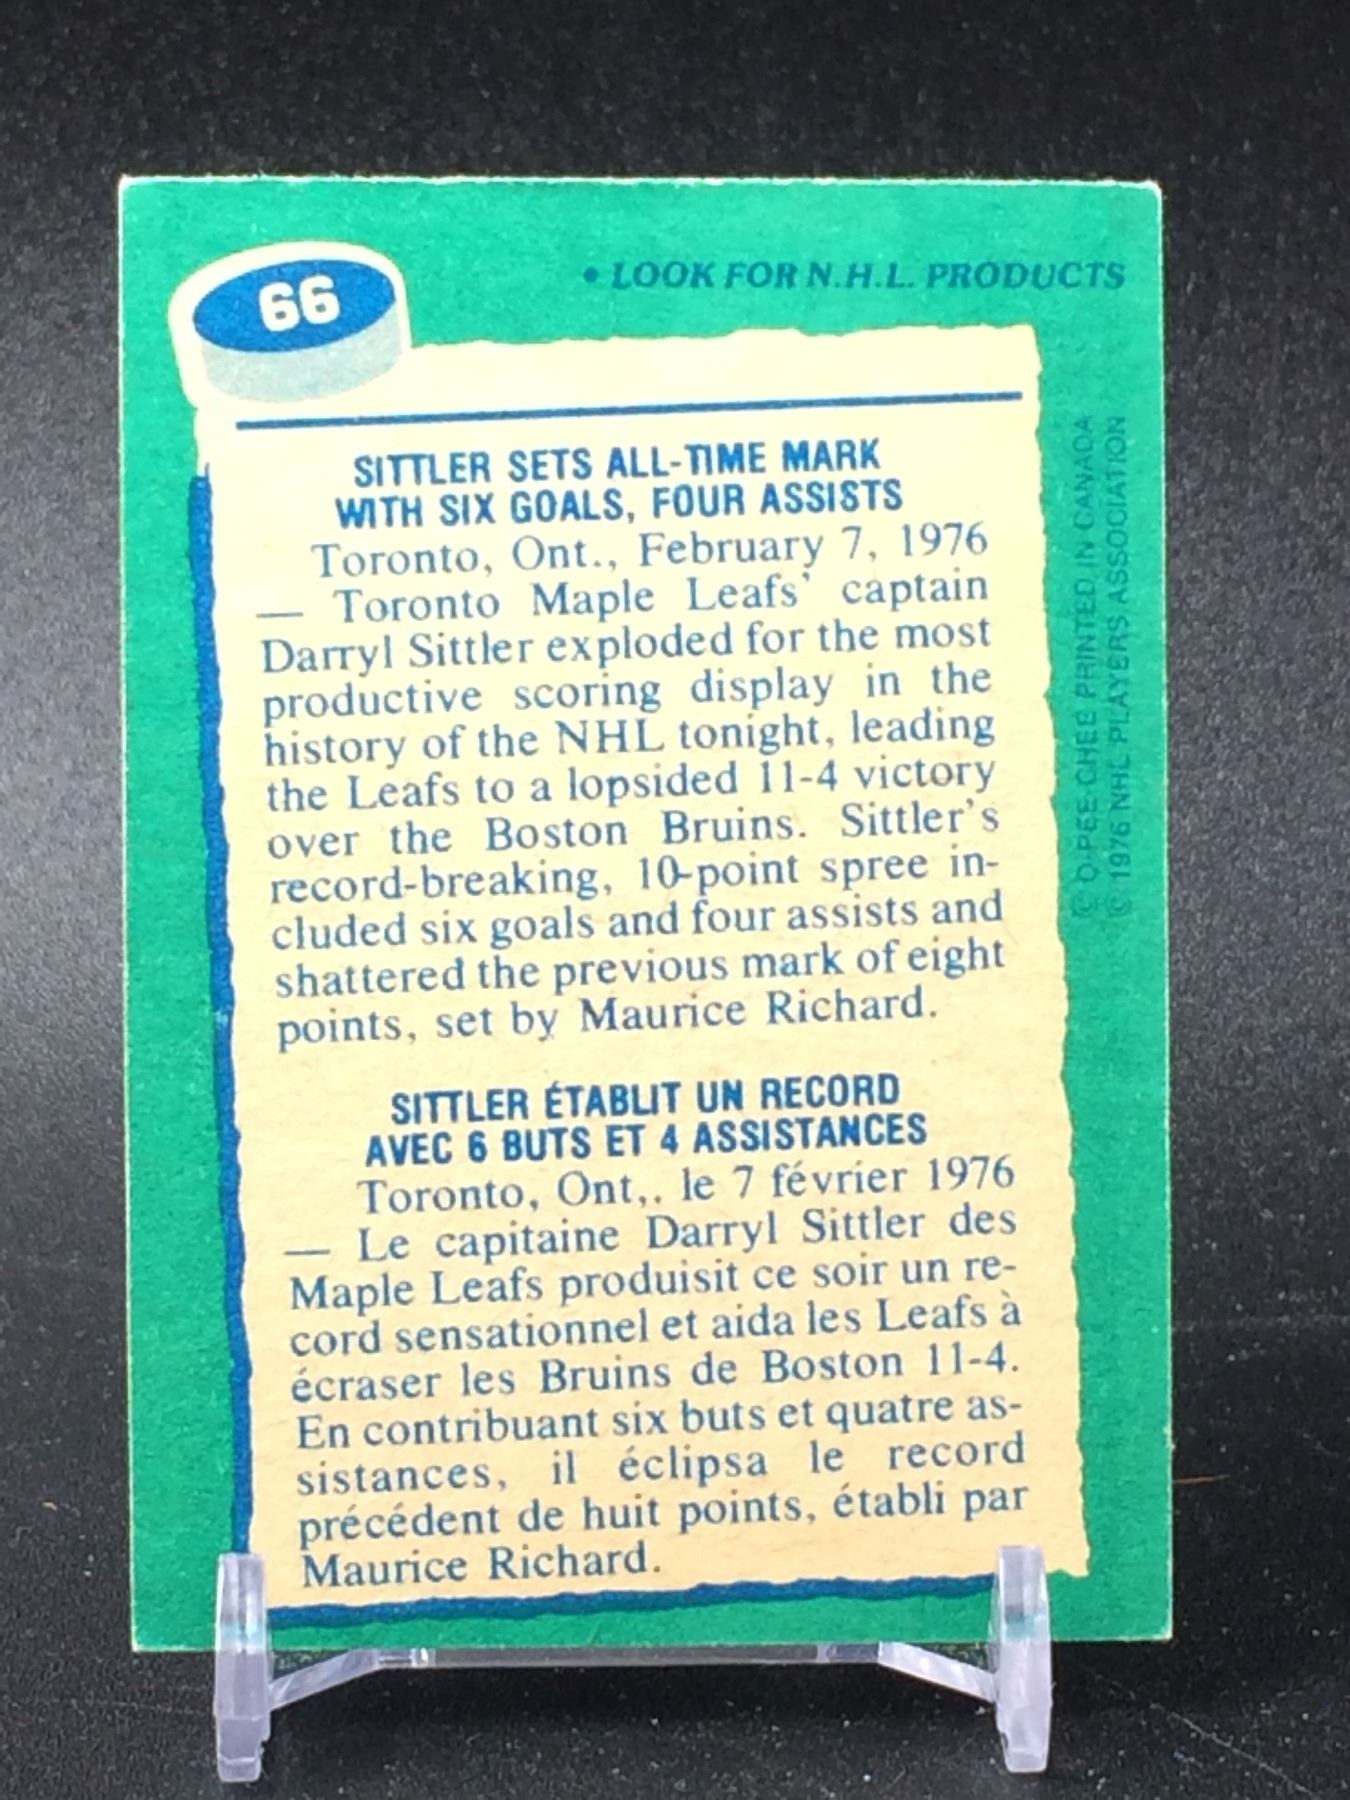 66
• LOOK FOR N.H.L. PRODUCTS
SITTLER SETS ALL-TIME MARK
WITH SIX GOALS, FOUR ASSISTS
Toronto, Ont., February 7, 1976
— Toronto Maple Leafs' captain
Darryl Sittler exploded for the most
productive scoring display in the
history of the NHL tonight, leading
the Leafs to a lopsided 11-4 victory
over the Boston Bruins. Sittler's
record-breaking, 10-point spree in-
cluded six goals and four assists and
shattered the previous mark of eight
points, set by Maurice Richard.
SITTLER ÉTABLIT UN RECORD
AVEC 6 BUTS ET 4 ASSISTANCES
Toronto, Ont,. le 7 février 1976
— Le capitaine Darryl Sittler des
Maple Leafs produisit ce soir un re-
cord sensationnel et aida les Leafs à
écraser les Bruins de Boston 11-4.
En contribuant six buts et quatre as-
sistances, il éclipsa le record
précédent de huit points, établi par
Maurice Richard.
© O-PEE-CHEE PRINTED IN CANADA
© 1976 NHL PLAYERS ASSOCIATION